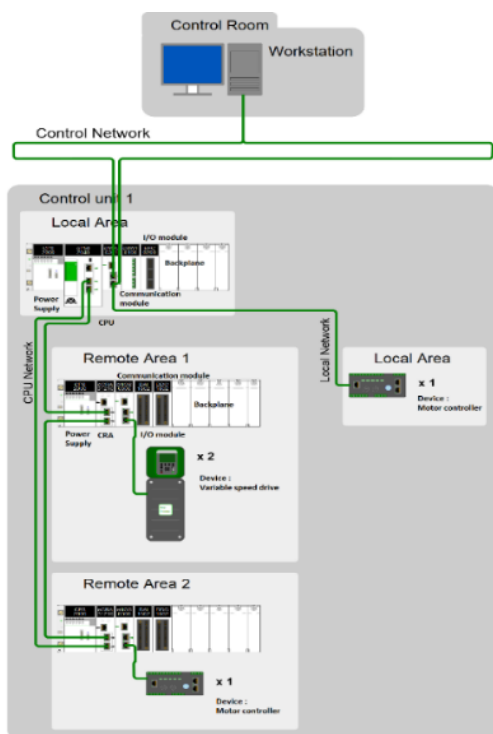 Control Room
Workstation
Control Network
Control unit 1
Local Area
I/O module
Backplane
Power
Supply
Communication
module
CPU
CPU Network
Local Network
Remote Area 1
Communication module
Backplane
Power
Supply
CRA
I/O module
x 2
Device :
Variable speed drive
Local Area
x 1
Device :
Motor controller
Remote Area 2
x 1
Device :
Motor controller